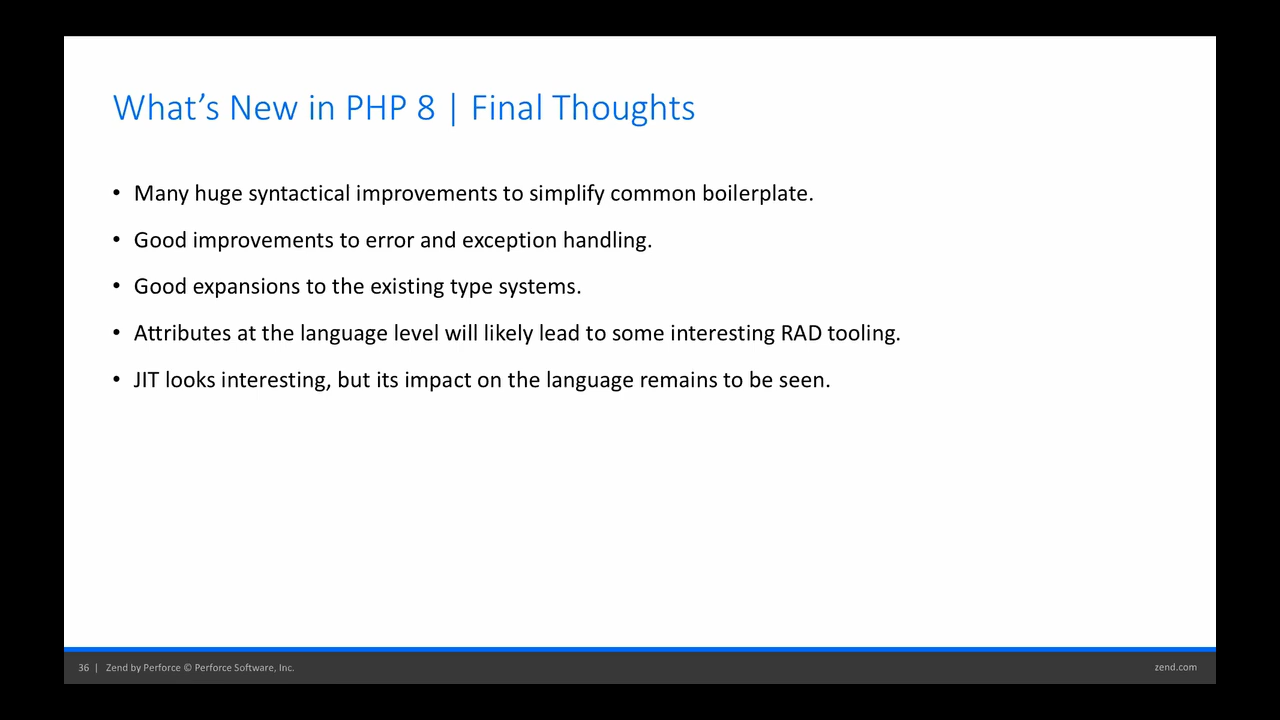 What’s New in PHP 8 | Final Thoughts
• Many huge syntactical improvements to simplify common boilerplate.
• Good improvements to error and exception handling.
• Good expansions to the existing type systems.
• Attributes at the language level will likely lead to some interesting RAD tooling.
• JIT looks interesting, but its impact on the language remains to be seen.
36 | Zend by Perforce © Perforce Software, Inc.
zend.com